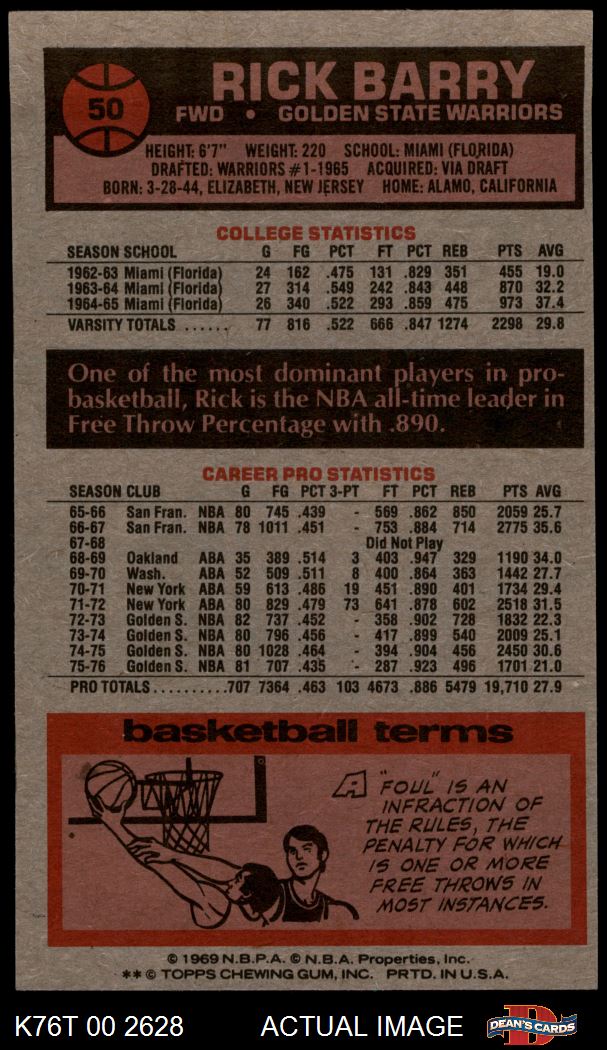 50
RICK BARRY
FWD • GOLDEN STATE WARRIORS
HEIGHT: 6'7" WEIGHT: 220 SCHOOL: MIAMI (FLORIDA)
DRAFTED: WARRIORS #1-1965 ACQUIRED: VIA DRAFT
BORN: 3-28-44, ELIZABETH, NEW JERSEY HOME: ALAMO, CALIFORNIA
COLLEGE STATISTICS
SEASON SCHOOL G FG PCT FT PCT REB PTS AVG
1962-63 Miami (Florida) 24 162 .475 131 .829 351 455 19.0
1963-64 Miami (Florida) 27 314 .549 242 .843 448 870 32.2
1964-65 Miami (Florida) 26 340 .522 293 .859 475 973 37.4
VARSITY TOTALS ...... 77 816 .522 666 .847 1274 2298 29.8
One of the most dominant players in pro-
basketball, Rick is the NBA all-time leader in
Free Throw Percentage with .890.
CAREER PRO STATISTICS
SEASON CLUB G FG PCT 3-PT FT PCT REB PTS AVG
65-66 San Fran. NBA 80 745 .439 - 569 .862 850 2059 25.7
66-67 San Fran. NBA 78 1011 .451 - 753 .884 714 2775 35.6
67-68 Did Not Play
68-69 Oakland ABA 35 389 .514 3 403 .947 329 1190 34.0
69-70 Wash. ABA 52 509 .511 8 400 .864 363 1442 27.7
70-71 New York ABA 59 613 .486 19 451 .890 401 1734 29.4
71-72 New York ABA 80 829 .479 73 641 .878 602 2518 31.5
72-73 Golden S. NBA 82 737 .452 - 358 .902 728 1832 22.3
73-74 Golden S. NBA 80 796 .456 - 417 .899 540 2009 25.1
74-75 Golden S. NBA 80 1028 .464 - 394 .904 456 2450 30.6
75-76 Golden S. NBA 81 707 .435 - 287 .923 496 1701 21.0
PRO TOTALS..........707 7364 .463 103 4673 .886 5479 19,710 27.9
basketball terms
A "FOUL" IS AN
INFRACTION OF
THE RULES, THE
PENALTY FOR WHICH
IS ONE OR MORE
FREE THROWS IN
MOST INSTANCES.
© 1969 N.B.P.A. © N.B.A. Properties, Inc.
** © TOPPS CHEWING GUM, INC. PRTD. IN U.S.A.
K76T 00 2628 ACTUAL IMAGE DEAN'S CARDS